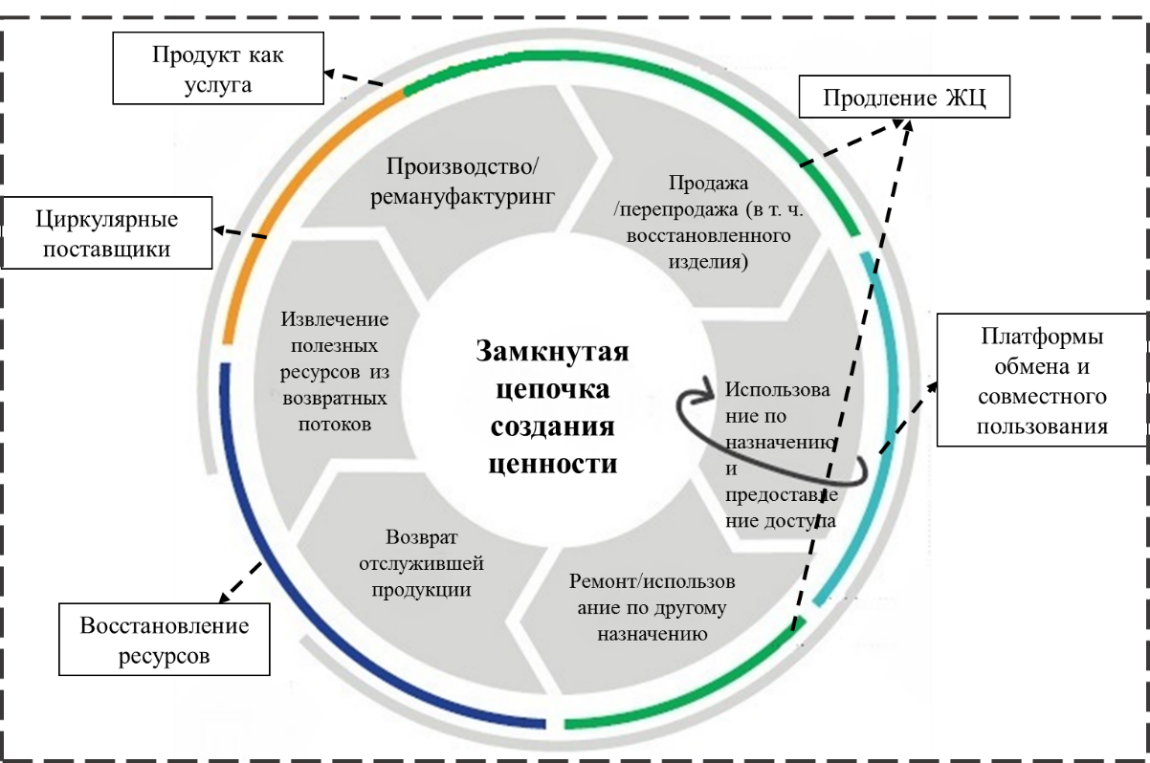 Продукт как
услуга
Продление ЖЦ
Циркулярные
поставщики
Производство/
ремануфактуринг
Продажа
/перепродажа (в т. ч.
восстановленного
изделия)
Извлечение
полезных
ресурсов из
возвратных
потоков
Замкнутая
цепочка
создания
ценности
Использова
ние по
назначению
и
предоставле
ние доступа
Платформы
обмена и
совместного
пользования
Возврат
отслужившей
продукции
Ремонт/использов
ание по другому
назначению
Восстановление
ресурсов